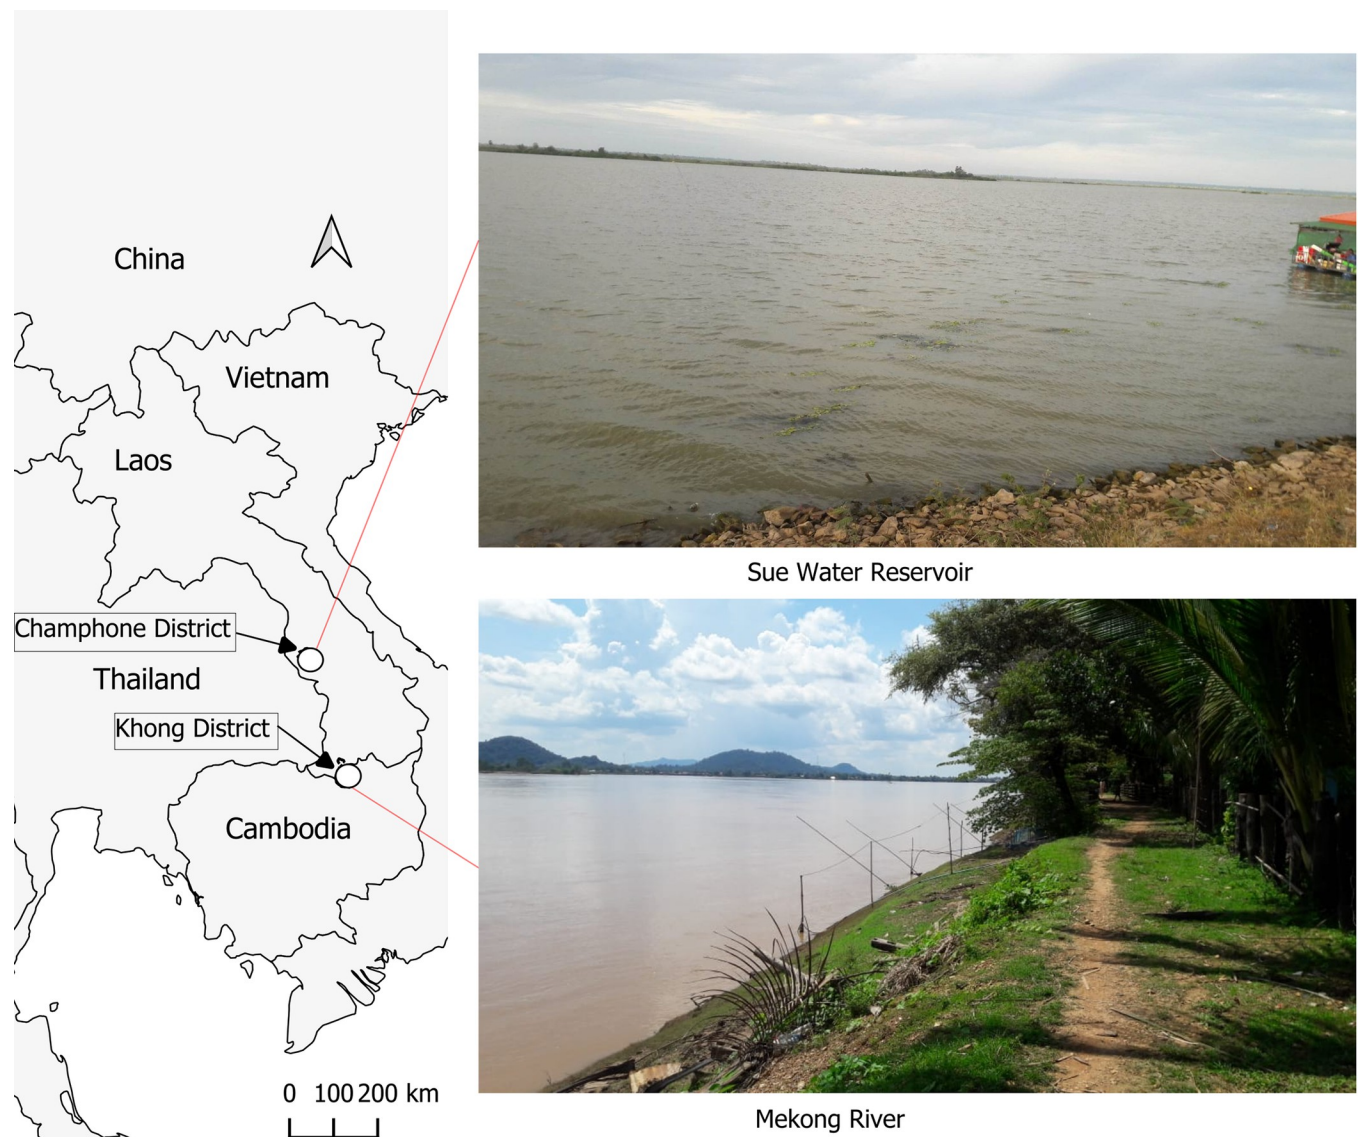 China
Vietnam
Laos
Champhone District
Thailand
Khong District
Cambodia
0 100 200 km
Sue Water Reservoir
Mekong River